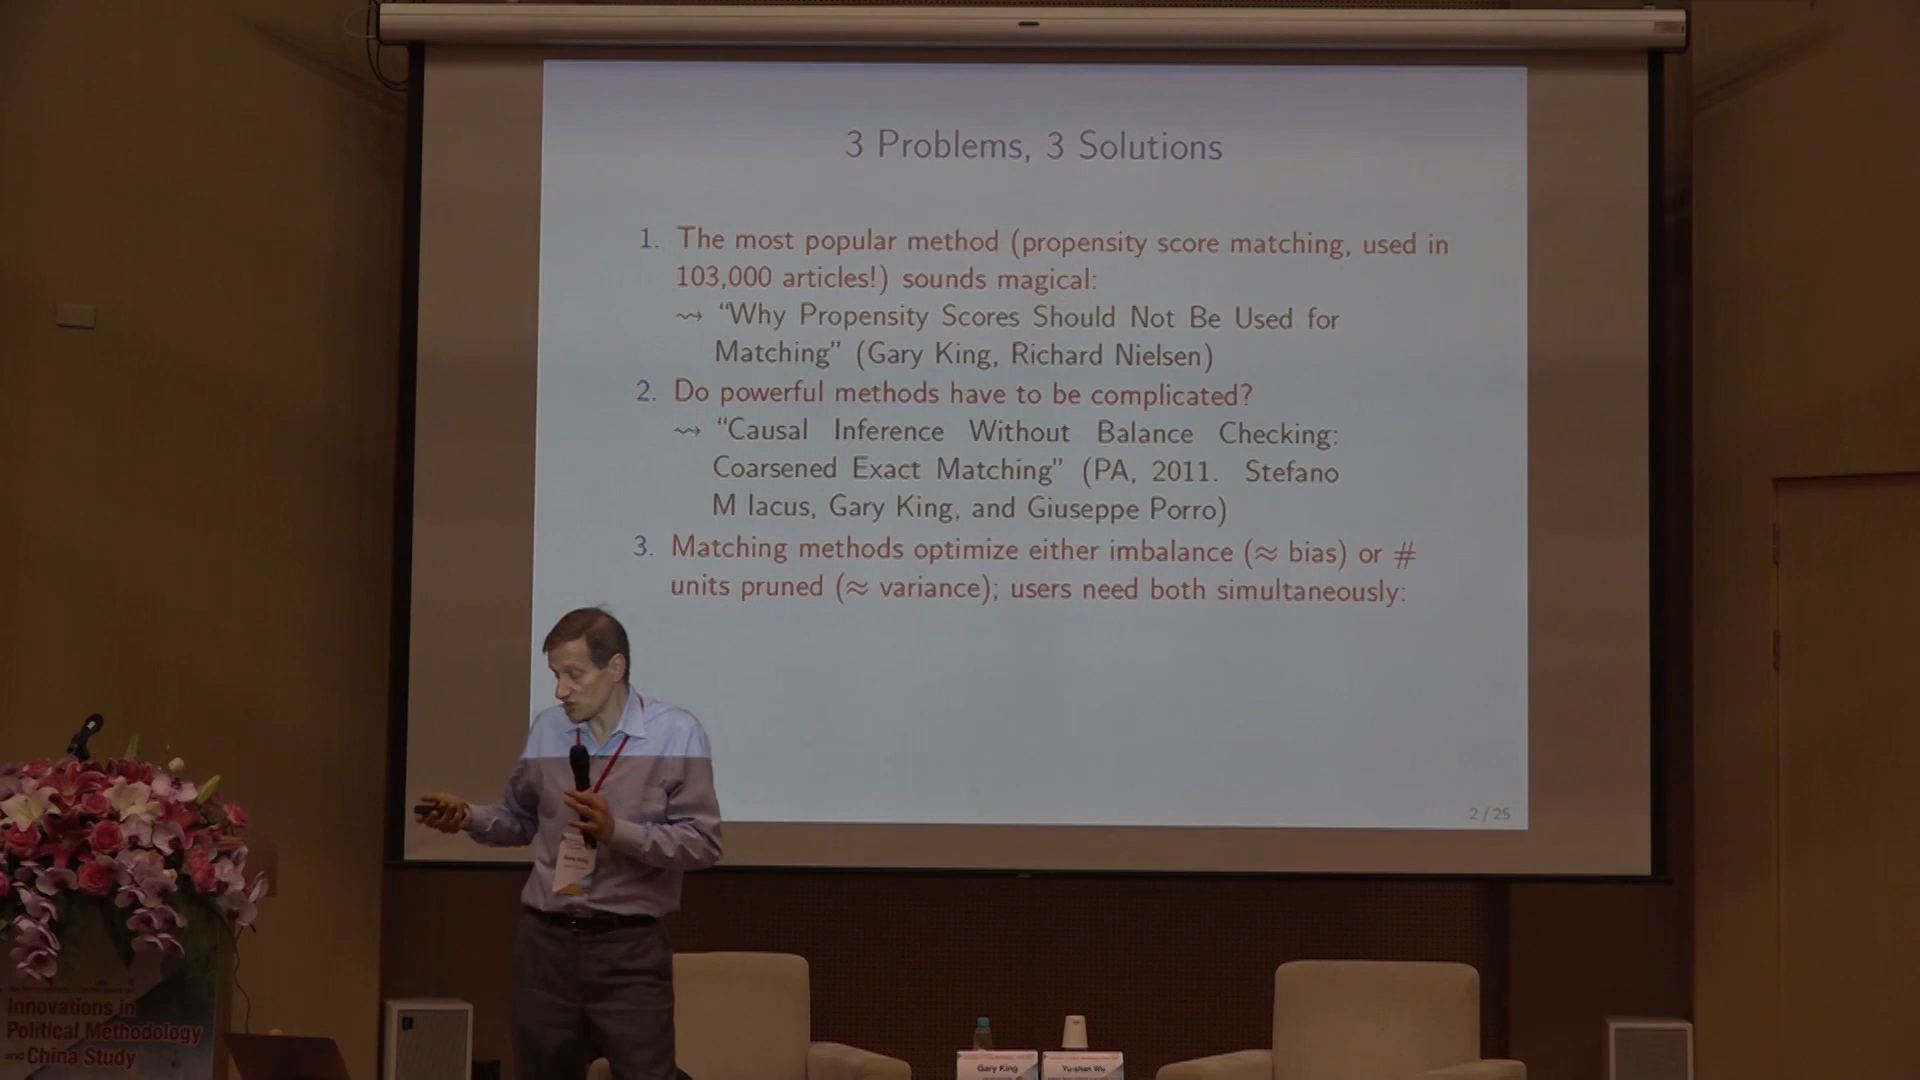 3 Problems, 3 Solutions
1. The most popular method (propensity score matching, used in
103,000 articles!) sounds magical:
⇝ “Why Propensity Scores Should Not Be Used for
Matching” (Gary King, Richard Nielsen)
2. Do powerful methods have to be complicated?
⇝ “Causal Inference Without Balance Checking:
Coarsened Exact Matching” (PA, 2011. Stefano
M Iacus, Gary King, and Giuseppe Porro)
3. Matching methods optimize either imbalance (≈ bias) or #
units pruned (≈ variance); users need both simultaneously:
2 / 25
Innovations in
Political Methodology
and China Study
Gary King
Yu-shan Wu